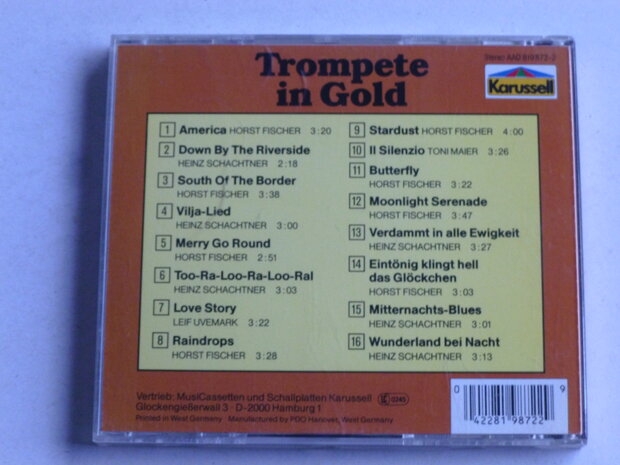 Trompete
in Gold
Stereo AAD 819 872-2
Karussell
1 America HORST FISCHER 3:20
2 Down By The Riverside
HEINZ SCHACHTNER 2:18
3 South Of The Border
HORST FISCHER 3:38
4 Vilja-Lied
HEINZ SCHACHTNER 3:00
5 Merry Go Round
HORST FISCHER 2:51
6 Too-Ra-Loo-Ra-Loo-Ral
HEINZ SCHACHTNER 3:03
7 Love Story
LEIF UVEMARK 3:22
8 Raindrops
HORST FISCHER 3:28
9 Stardust HORST FISCHER 4:00
10 Il Silenzio TONI MAIER 3:26
11 Butterfly
HORST FISCHER 3:22
12 Moonlight Serenade
HORST FISCHER 3:47
13 Verdammt in alle Ewigkeit
HEINZ SCHACHTNER 3:27
14 Eintönig klingt hell
das Glöckchen
HORST FISCHER 3:03
15 Mitternachts-Blues
HEINZ SCHACHTNER 3:01
16 Wunderland bei Nacht
HEINZ SCHACHTNER 3:13
Vertrieb: MusiCassetten und Schallplatten Karussell
Glockengießerwall 3 · D-2000 Hamburg 1
Printed in West Germany Manufactured by PDO Hanover, West Germany
LC 0245
0 42281 98722 9